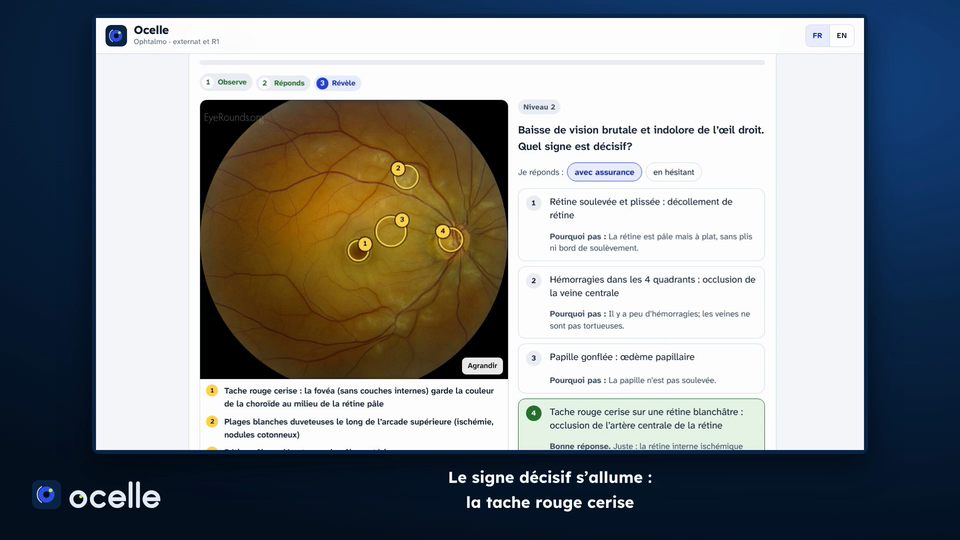 Ocelle
Ophtalmo · externat et R1
FR
EN
1 Observe
2 Réponds
3 Révèle
EyeRounds.org
2
3
4
1
Agrandir
1 Tache rouge cerise : la fovéa (sans couches internes) garde la couleur
de la choroïde au milieu de la rétine pâle
2 Plages blanches duveteuses le long de l'arcade supérieure (ischémie,
nodules cotonneux)
Niveau 2
Baisse de vision brutale et indolore de l'œil droit.
Quel signe est décisif?
Je réponds : avec assurance en hésitant
1 Rétine soulevée et plissée : décollement de
rétine
Pourquoi pas : La rétine est pâle mais à plat, sans plis
ni bord de soulèvement.
2 Hémorragies dans les 4 quadrants : occlusion de
la veine centrale
Pourquoi pas : Il y a peu d'hémorragies; les veines ne
sont pas tortueuses.
3 Papille gonflée : œdème papillaire
Pourquoi pas : La papille n'est pas soulevée.
4 Tache rouge cerise sur une rétine blanchâtre :
occlusion de l'artère centrale de la rétine
Bonne réponse. Juste : la rétine interne ischémique
ocelle
Le signe décisif s'allume :
la tache rouge cerise